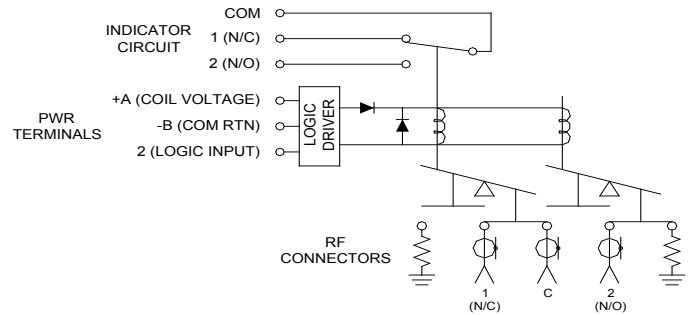 COM
INDICATOR
CIRCUIT
1 (N/C)
2 (N/O)
PWR
TERMINALS
+A (COIL VOLTAGE)
-B (COM RTN)
2 (LOGIC INPUT)
LOGIC
DRIVER
RF
CONNECTORS
1
(N/C)
C
2
(N/O)